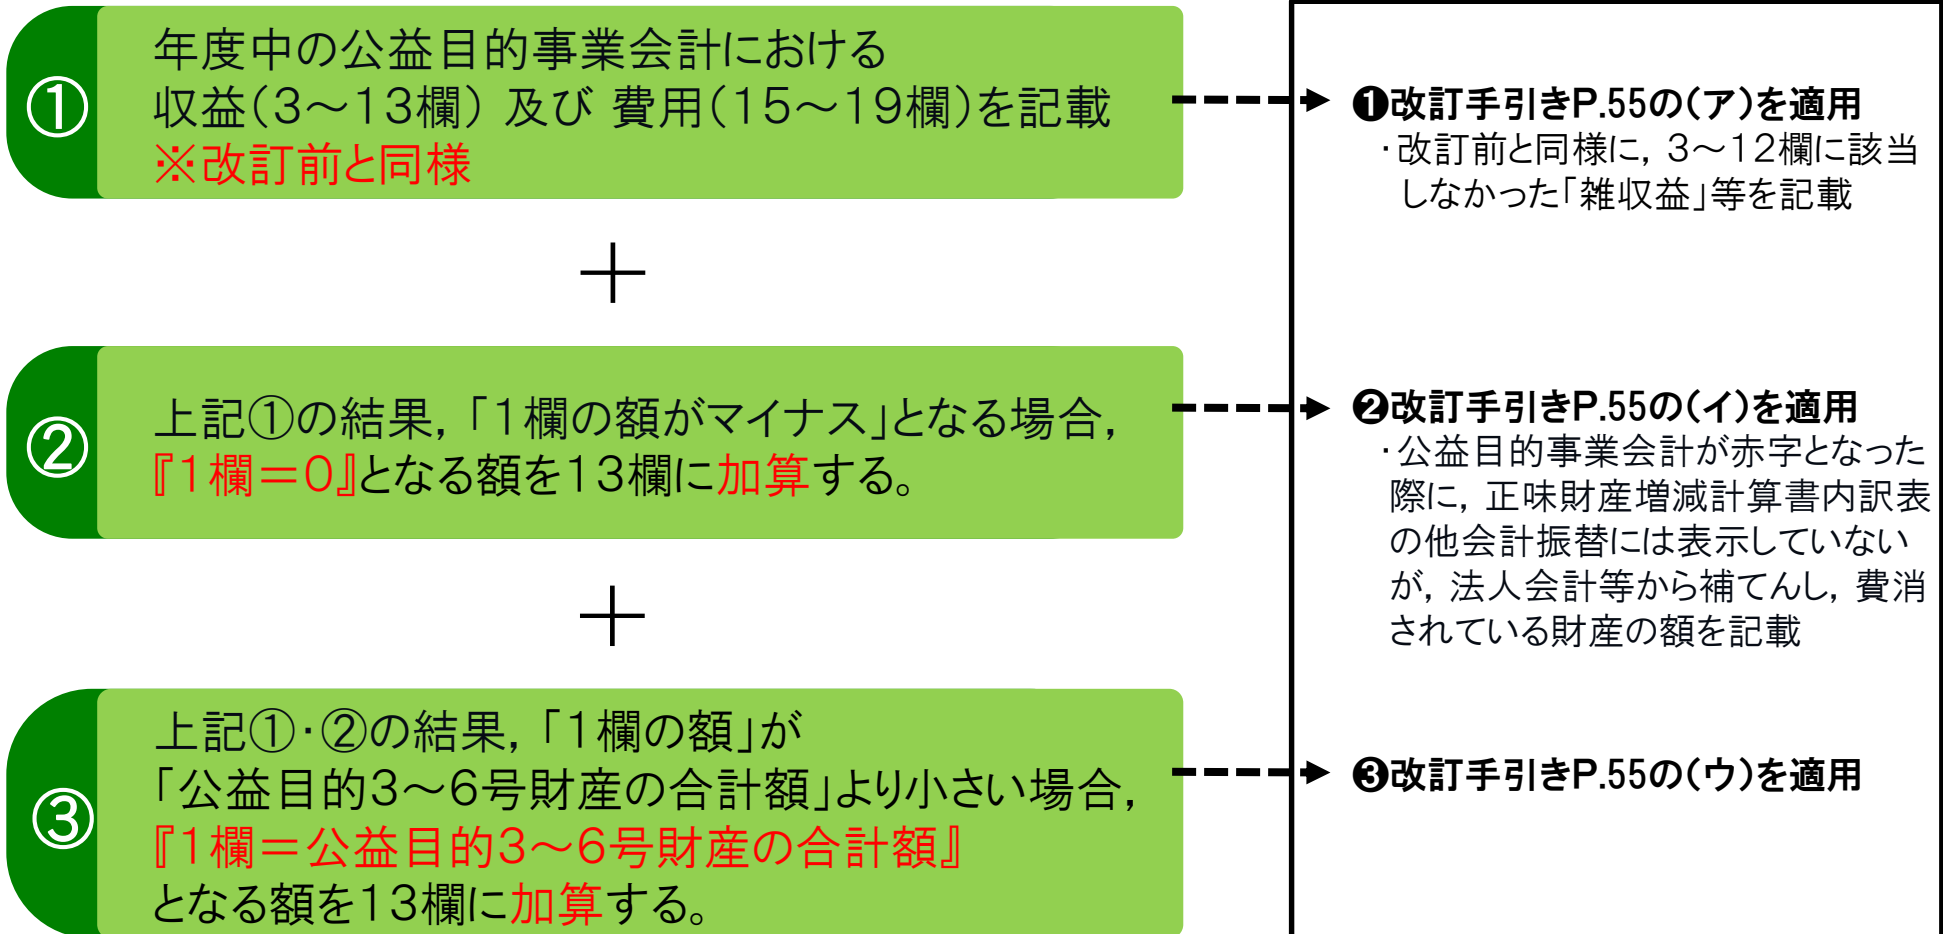 ①
年度中の公益目的事業会計における
収益(3～13欄) 及び 費用(15～19欄)を記載
※改訂前と同様
❶改訂手引きP.55の(ア)を適用
・改訂前と同様に，3～12欄に該当
しなかった「雑収益」等を記載
＋
②
上記①の結果，「1欄の額がマイナス」となる場合，
『1欄＝0』となる額を13欄に加算する。
❷改訂手引きP.55の(イ)を適用
・公益目的事業会計が赤字となった
際に，正味財産増減計算書内訳表
の他会計振替には表示していない
が，法人会計等から補てんし，費消
されている財産の額を記載
＋
③
上記①・②の結果，「1欄の額」が
「公益目的3～6号財産の合計額」より小さい場合，
『1欄＝公益目的3～6号財産の合計額』
となる額を13欄に加算する。
❸改訂手引きP.55の(ウ)を適用